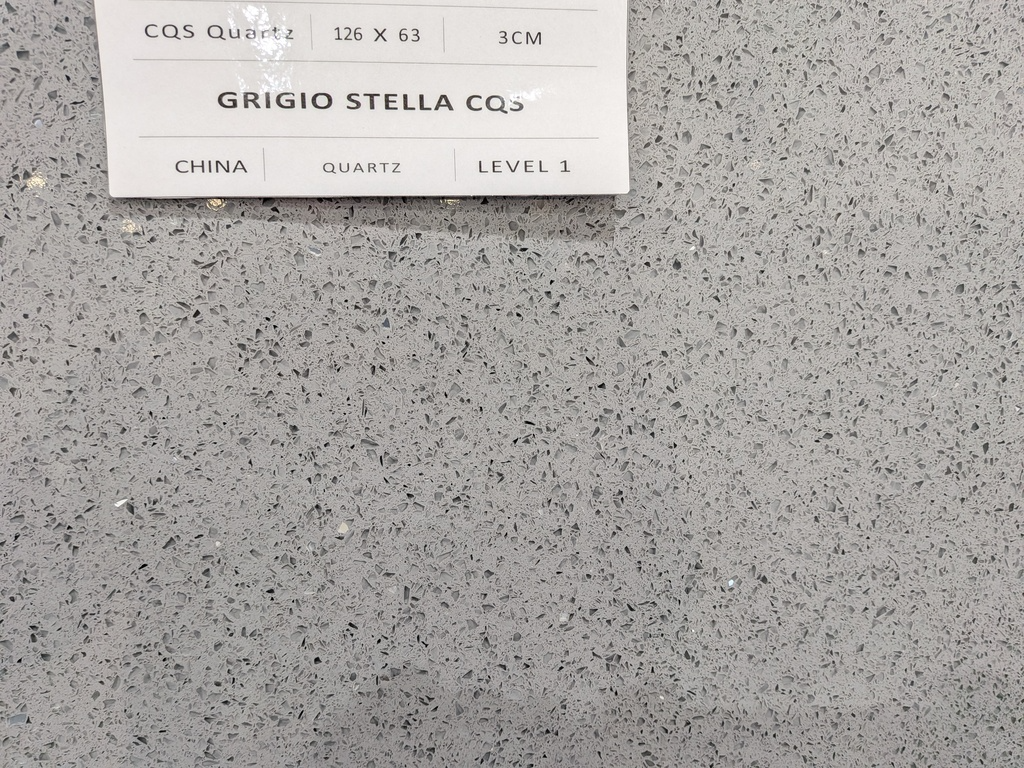 CQS Quartz 126 X 63 3CM
GRIGIO STELLA CQS
CHINA QUARTZ LEVEL 1